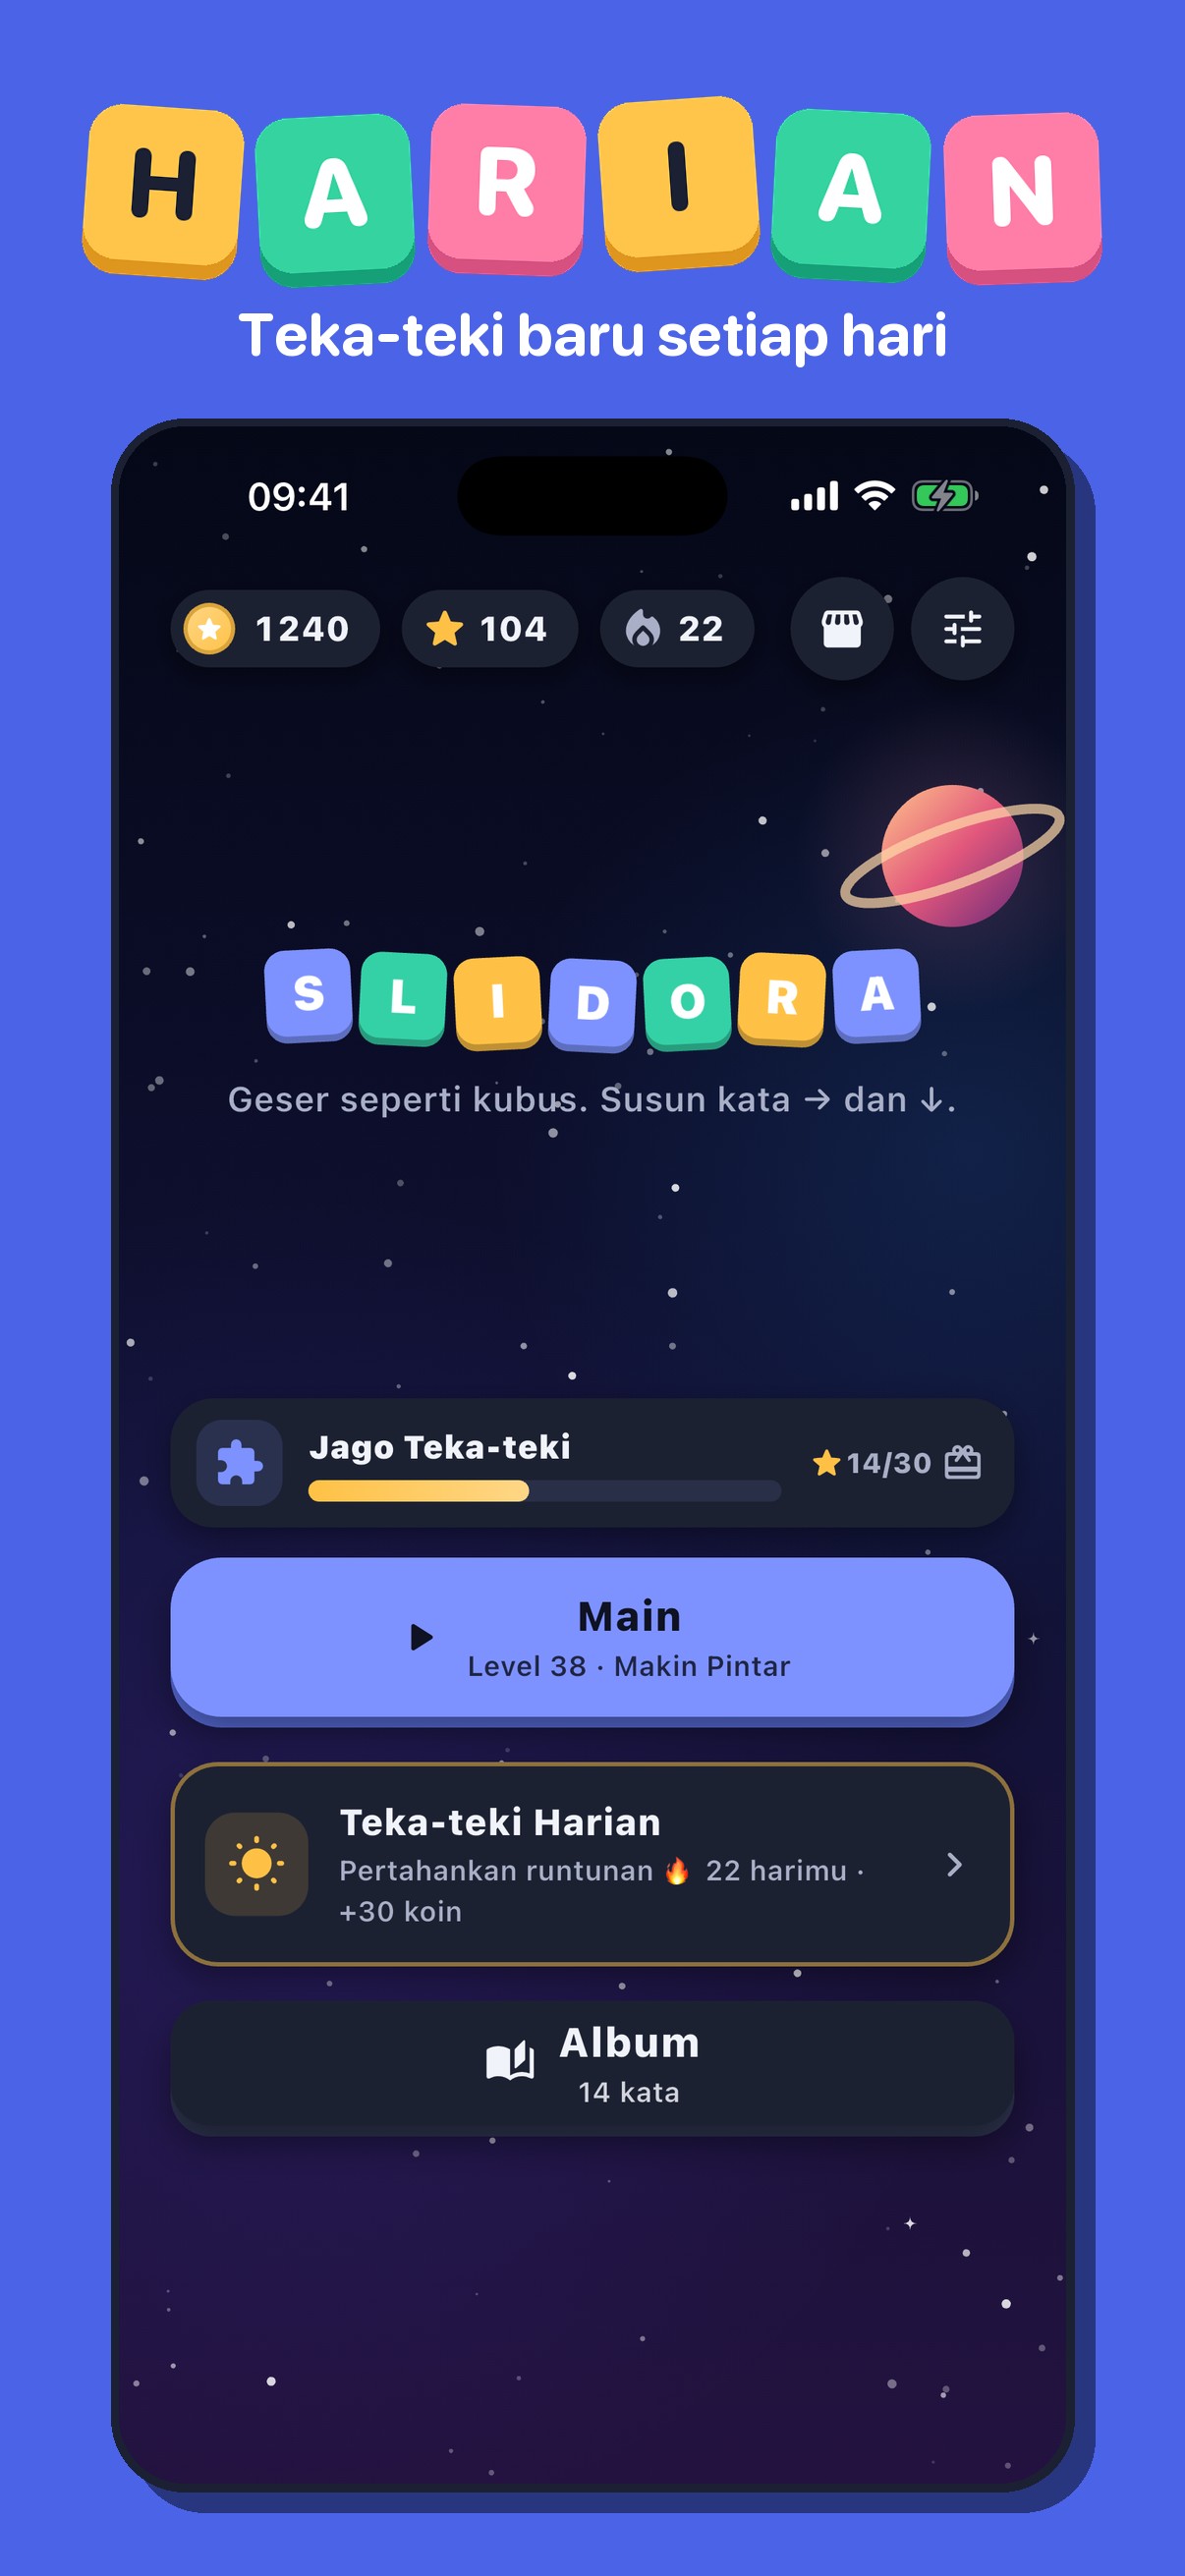 HARIAN
Teka-teki baru setiap hari
09:41
1240 104 22
SLIDORA
Geser seperti kubus. Susun kata → dan ↓.
Jago Teka-teki
14/30
Main
Level 38 · Makin Pintar
Teka-teki Harian
Pertahankan runtunan 🔥 22 harimu ·
+30 koin
Album
14 kata